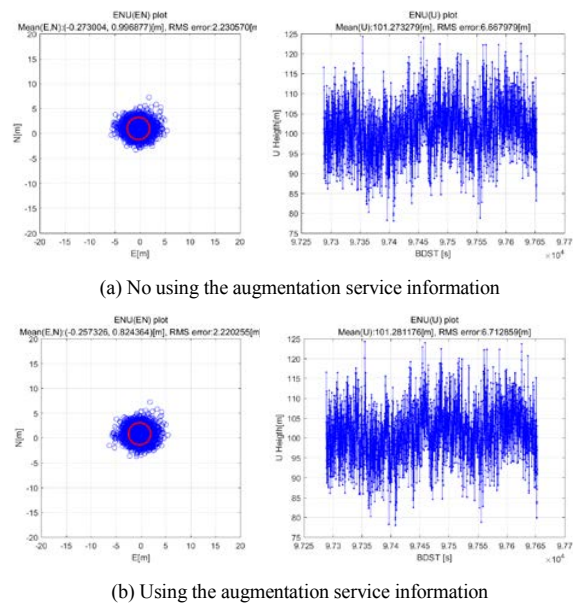 ENU(EN) plot
Mean(E,N):(-0.273004, 0.996877)[m], RMS error:2.230570[m]
20
15
10
5
0
-5
-10
-15
-20
N[m]
-20 -15 -10 -5 0 5 10 15 20
E[m]
ENU(U) plot
Mean(U):101.273279[m], RMS error:6.667979[m]
125
120
115
110
105
100
95
90
85
80
75
U Heigth[m]
9.725 9.73 9.735 9.74 9.745 9.75 9.755 9.76 9.765 9.77
BDST [s]
×10⁴
(a) No using the augmentation service information
ENU(EN) plot
Mean(E,N):(-0.257326, 0.824364)[m], RMS error:2.220255[m
20
15
10
5
0
-5
-10
-15
-20
N[m]
-20 -15 -10 -5 0 5 10 15 20
E[m]
ENU(U) plot
Mean(U):101.281176[m], RMS error:6.712859[m]
125
120
115
110
105
100
95
90
85
80
75
U Heigth[m]
9.725 9.73 9.735 9.74 9.745 9.75 9.755 9.76 9.765 9.77
BDST [s]
×10⁴
(b) Using the augmentation service information